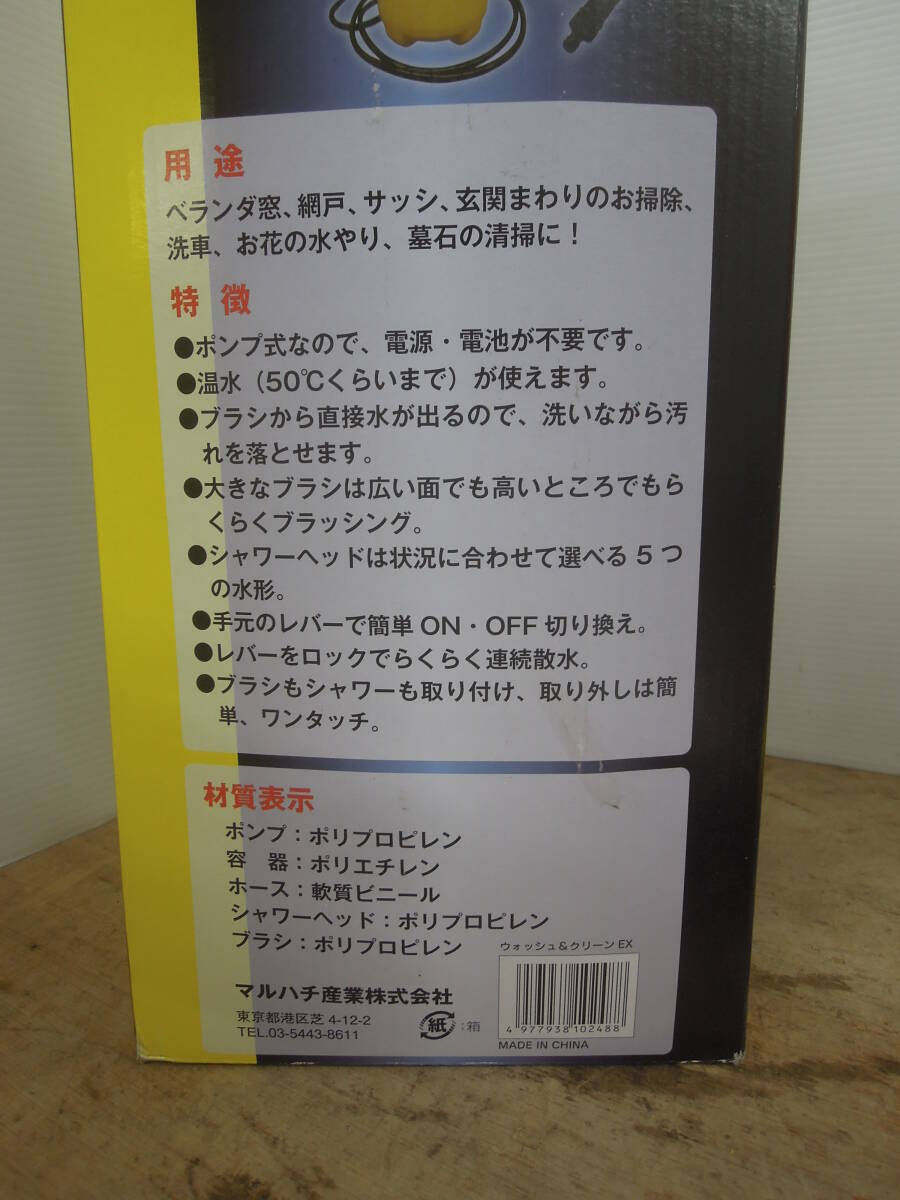 用途
ベランダ窓、網戸、サッシ、玄関まわりのお掃除、
洗車、お花の水やり、墓石の清掃に！
特徴
●ポンプ式なので、電源・電池が不要です。
●温水（50℃くらいまで）が使えます。
●ブラシから直接水が出るので、洗いながら汚
れを落とせます。
●大きなブラシは広い面でも高いところでもら
くらくブラッシング。
●シャワーヘッドは状況に合わせて選べる５つ
の水形。
●手元のレバーで簡単ON・OFF切り換え。
●レバーをロックでらくらく連続散水。
●ブラシもシャワーも取り付け、取り外しは簡
単、ワンタッチ。
材質表示
ポンプ：ポリプロピレン
容　器：ポリエチレン
ホース：軟質ビニール
シャワーヘッド：ポリプロピレン
ブラシ：ポリプロピレン
マルハチ産業株式会社
東京都港区芝 4-12-2
TEL.03-5443-8611
紙：箱
ウォッシュ&クリーン EX
4 977938 102488
MADE IN CHINA